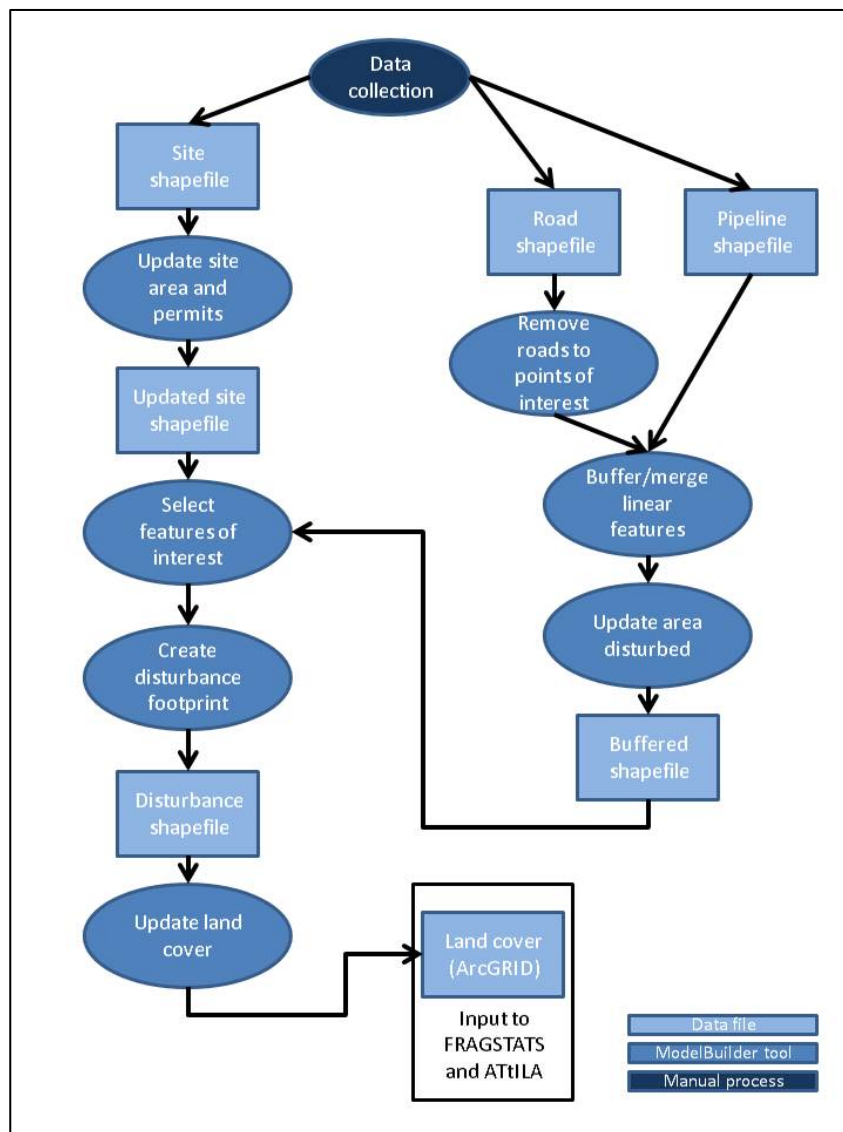 Data
collection
Site
shapefile
Road
shapefile
Pipeline
shapefile
Update site
area and
permits
Remove
roads to
points of
interest
Updated site
shapefile
Buffer/merge
linear
features
Select
features of
interest
Update area
disturbed
Create
disturbance
footprint
Buffered
shapefile
Disturbance
shapefile
Update land
cover
Land cover
(ArcGRID)
Input to
FRAGSTATS
and ATtILA
Data file
ModelBuilder tool
Manual process